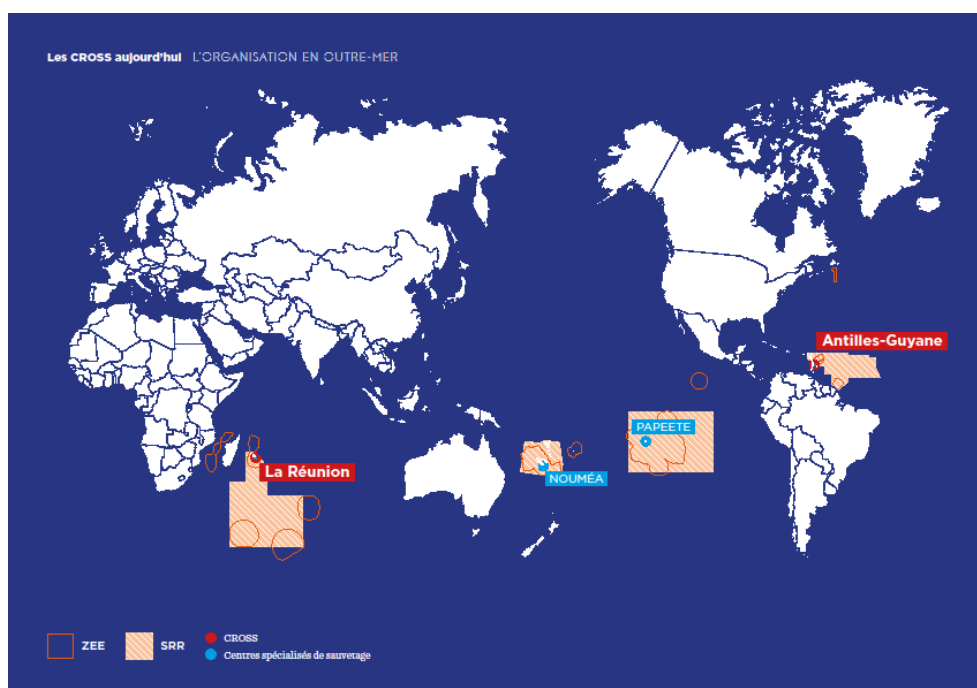 Les CROSS aujourd'hui L'ORGANISATION EN OUTRE-MER
Antilles-Guyane
PAPEETE
La Réunion
NOUMÉA
ZEE
SRR
CROSS
Centres spécialisés de sauvetage